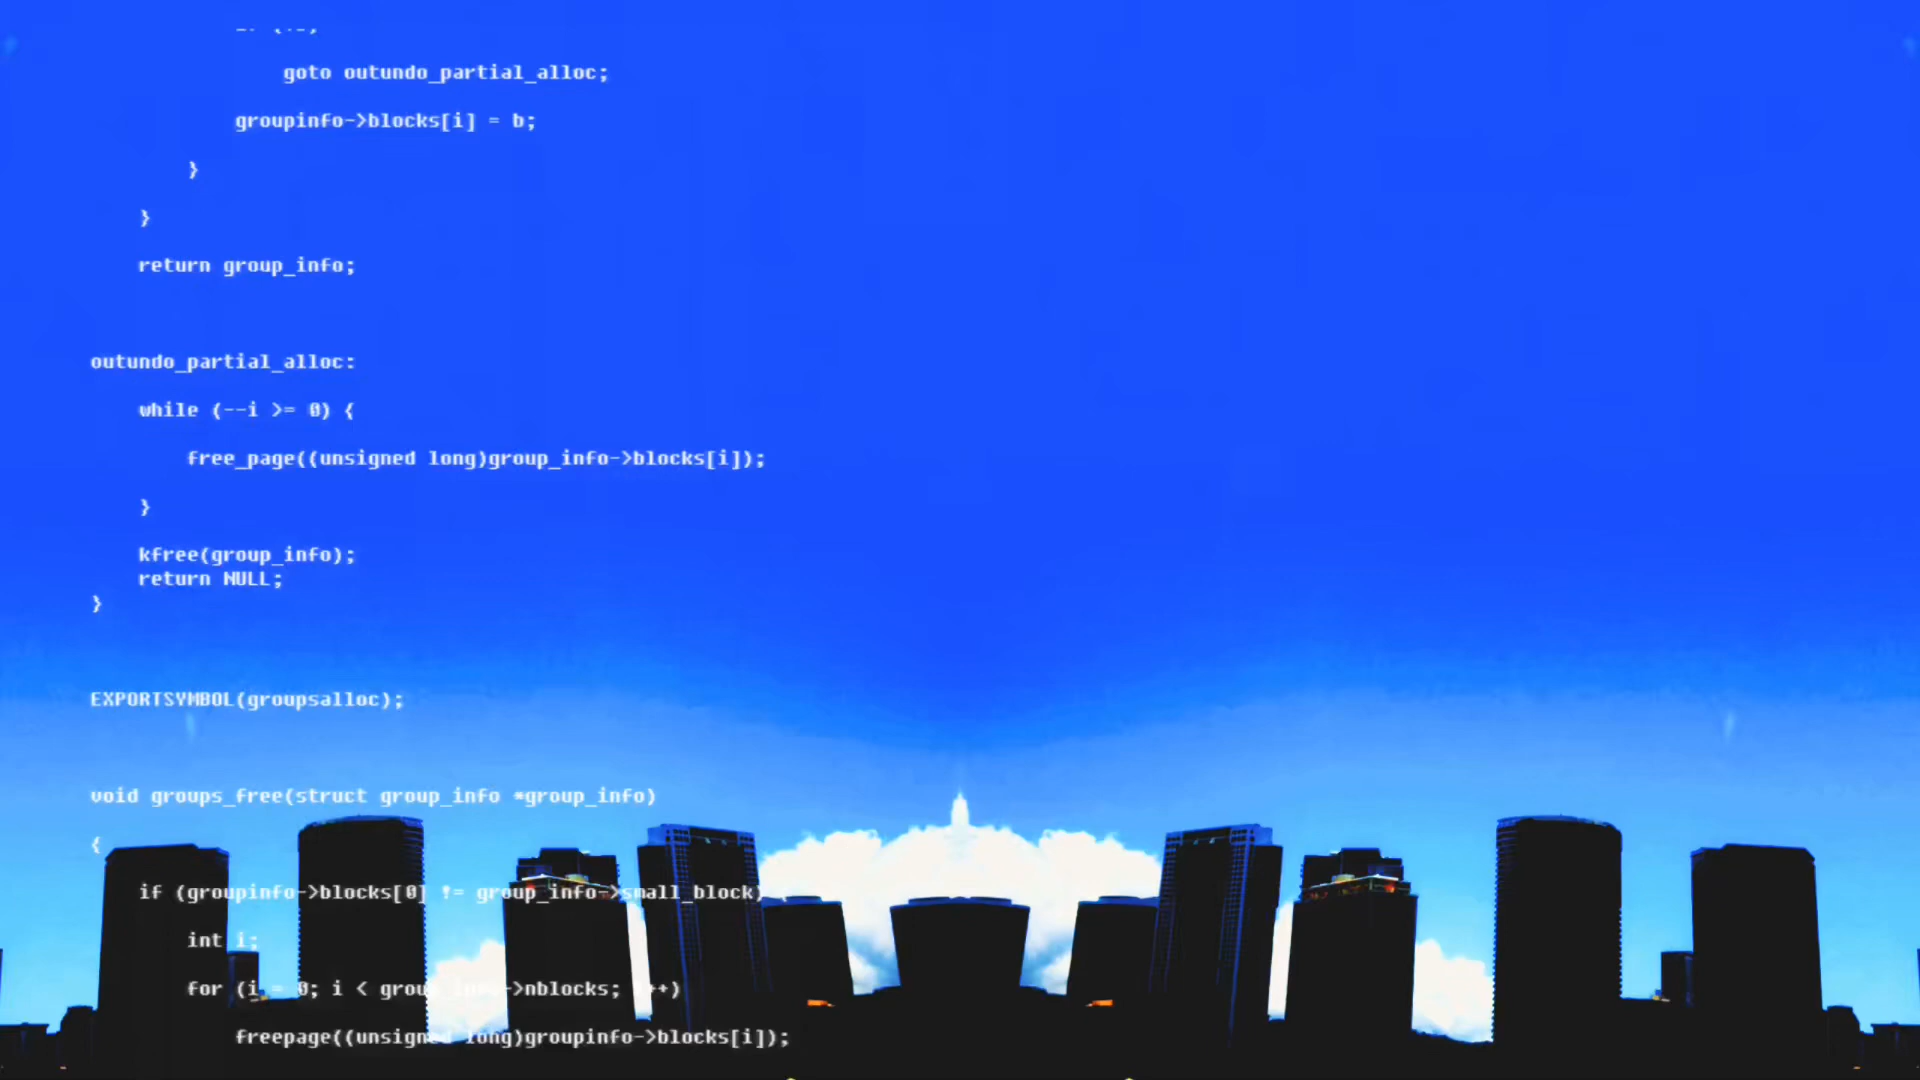 goto outundo_partial_alloc;
groupinfo->blocks[i] = b;
}
}
return group_info;
outundo_partial_alloc:
while (--i >= 0) {
free_page((unsigned long)group_info->blocks[i]);
}
kfree(group_info);
return NULL;
}
EXPORTSYMBOL(groupsalloc);
void groups_free(struct group_info *group_info)
{
if (groupinfo->blocks[0] != group_info->small_block) {
int i;
for (i = 0; i < group_info->nblocks; i++)
freepage((unsigned long)groupinfo->blocks[i]);